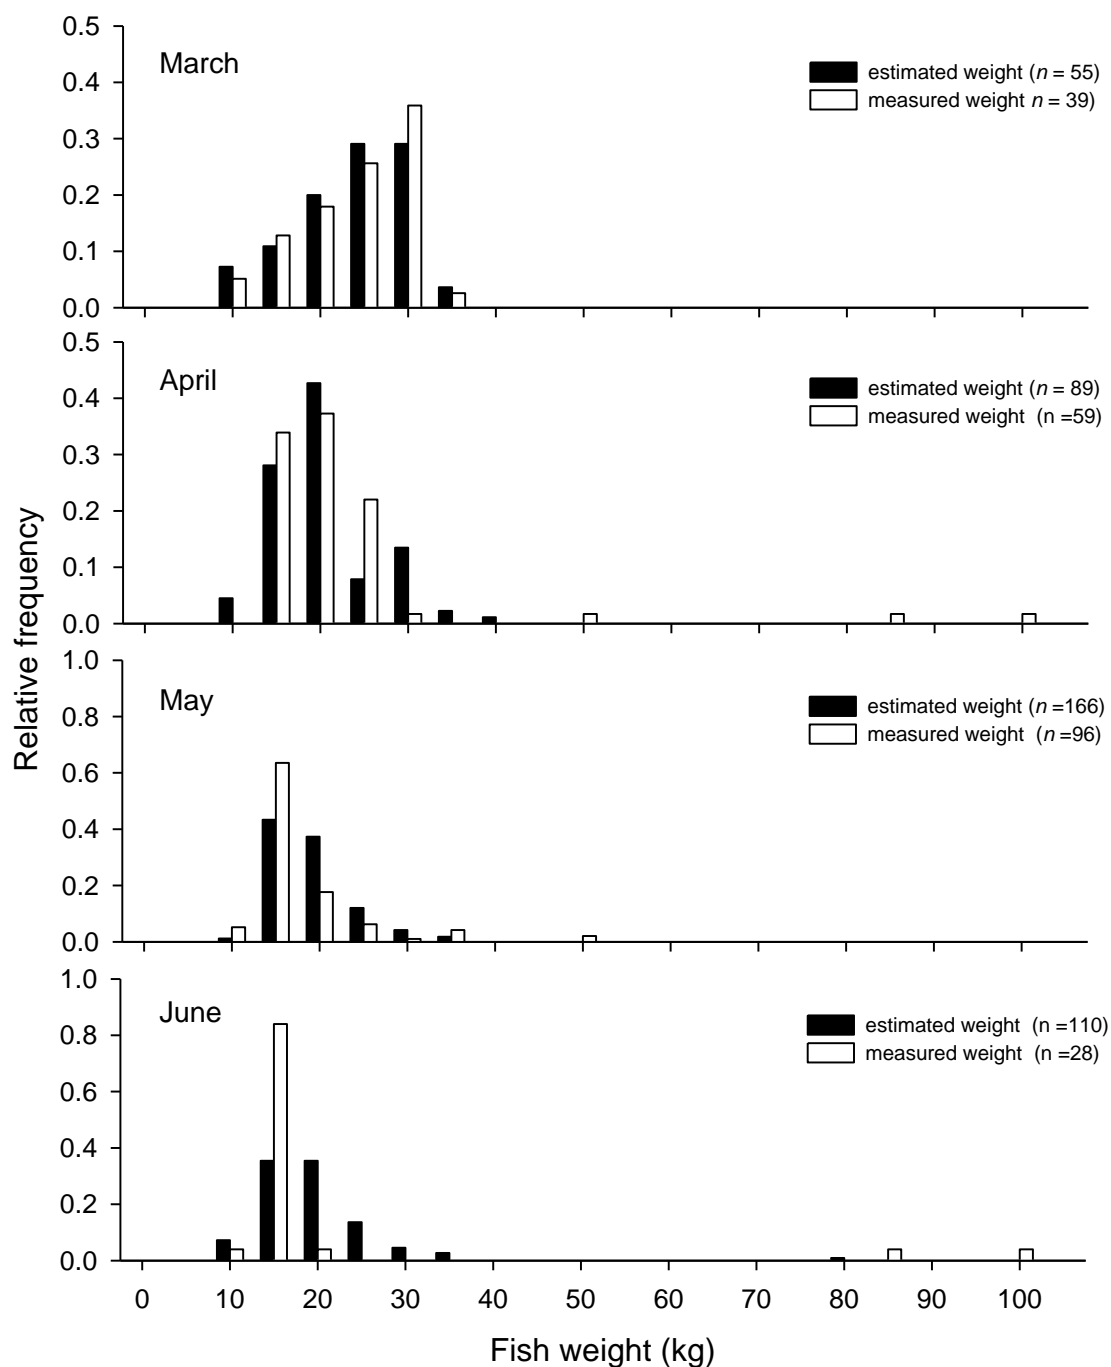 0.5
March
estimated weight (n = 55)
measured weight n = 39)
0.4
0.3
0.2
0.1
0.0
0.5
April
estimated weight (n = 89)
measured weight (n =59)
0.4
0.3
0.2
0.1
0.0
Relative frequency
1.0
May
estimated weight (n =166)
measured weight (n =96)
0.8
0.6
0.4
0.2
0.0
1.0
June
estimated weight (n =110)
measured weight (n =28)
0.8
0.6
0.4
0.2
0.0
0 10 20 30 40 50 60 70 80 90 100
Fish weight (kg)